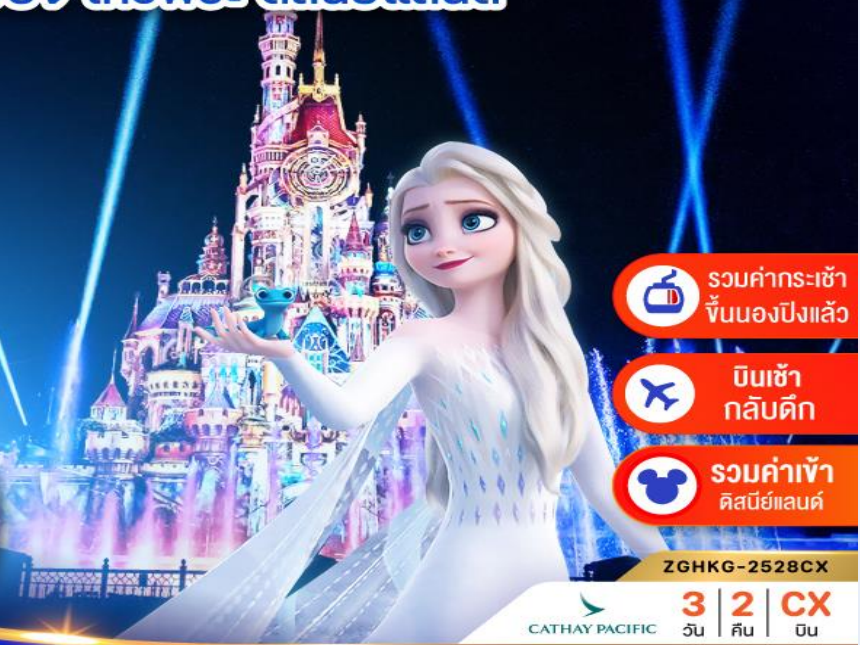 รวมค่ากระเช้า
ขึ้นนองปิงแล้ว
บินเช้า
กลับดึก
รวมค่าเข้า
ดิสนีย์แลนด์
ZGHKG-2528CX
CATHAY PACIFIC
3 วัน | 2 คืน | CX บิน